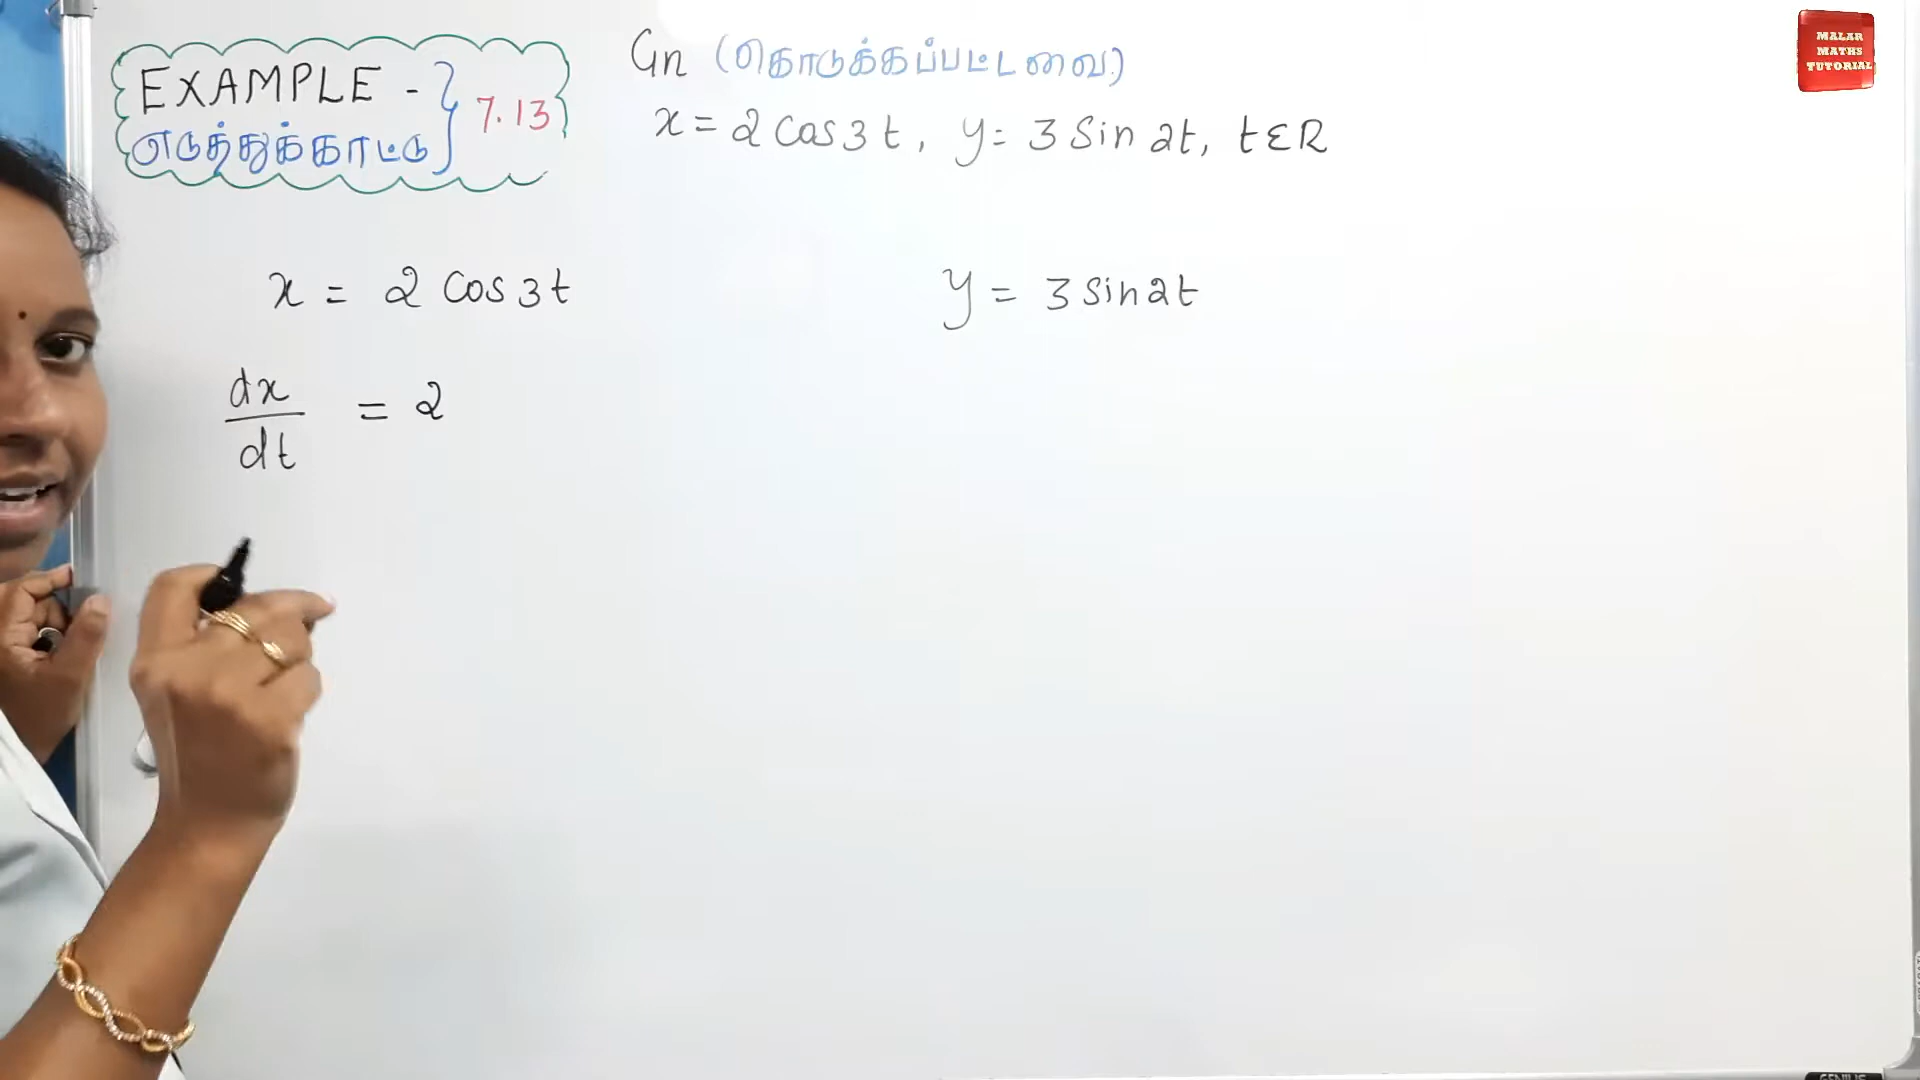 EXAMPLE -
எடுத்துக்காட்டு } 7.13
Gn (கொடுக்கப்பட்டவை)
x = 2 Cos 3t, y = 3 Sin 2t, t ε R
x = 2 Cos 3t
y = 3 Sin 2t
dx/dt = 2
MALAR
MATHS
TUTORIAL